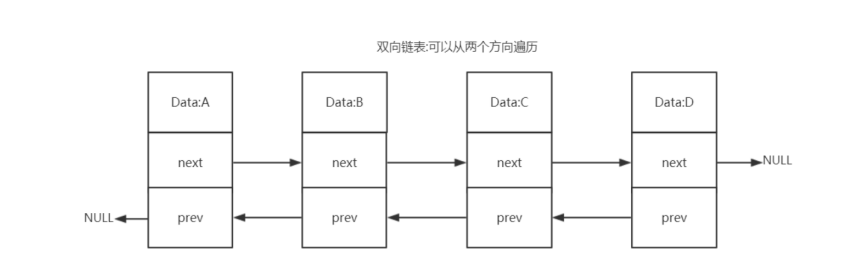 双向链表:可以从两个方向遍历
Data:A Data:B Data:C Data:D
next next next next NULL
NULL prev prev prev prev